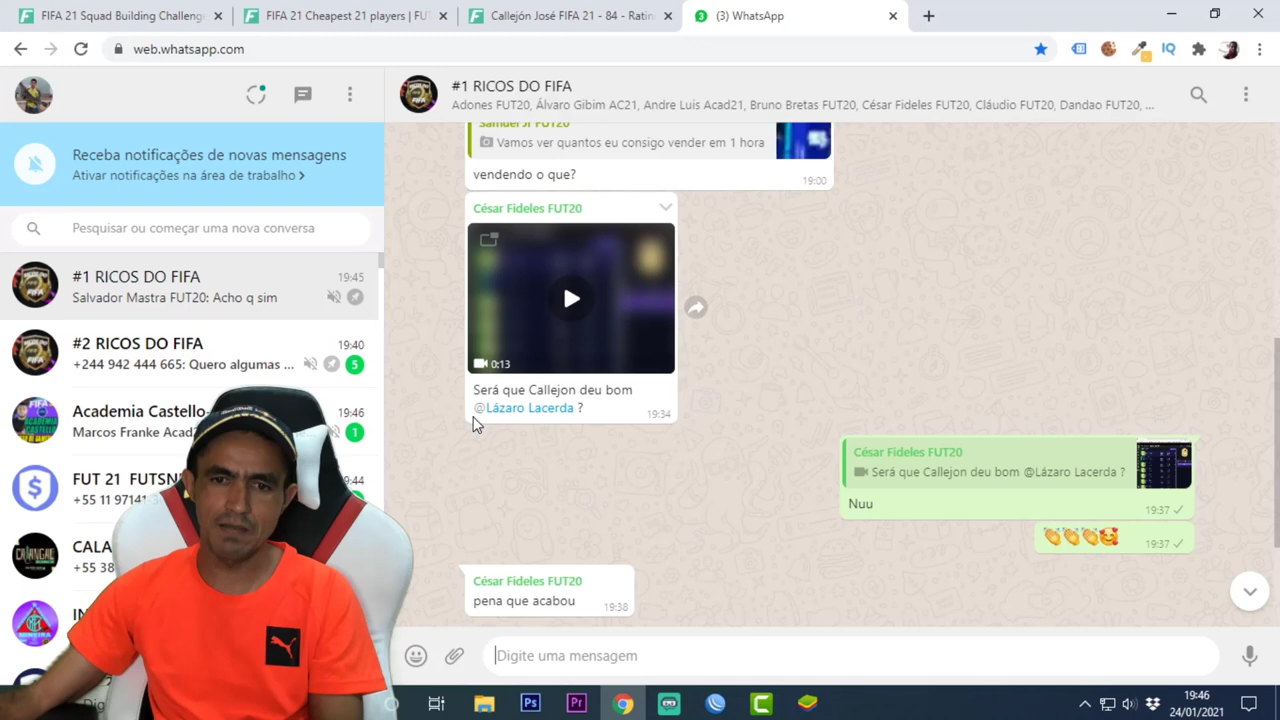 FIFA 21 Squad Building Challeng
FIFA 21 Cheapest 21 players | FU
Callejón José FIFA 21 - 84 - Ratin
(3) WhatsApp
web.whatsapp.com
IQ
#1 RICOS DO FIFA
Adones FUT20, Álvaro Gibim AC21, Andre Luis Acad21, Bruno Bretas FUT20, César Fideles FUT20, Cláudio FUT20, Dandao FUT20, ...
Receba notificações de novas mensagens
Ativar notificações na área de trabalho
Pesquisar ou começar uma nova conversa
#1 RICOS DO FIFA
19:45
Salvador Mastra FUT20: Acho q sim
#2 RICOS DO FIFA
19:40
+244 942 444 665: Quero algumas ...
5
Academia Castello
19:46
Marcos Franke Acad
1
FUT 21 FUTSN
:44
+55 11 9714
CALA
+55 38
Samuel Jr FUT20
Vamos ver quantos eu consigo vender em 1 hora
vendendo o que?
19:00
César Fideles FUT20
0:13
Será que Callejon deu bom
@Lázaro Lacerda ?
19:34
César Fideles FUT20
Será que Callejon deu bom @Lázaro Lacerda ?
Nuu
19:37
👏👏👏🥰
19:37
César Fideles FUT20
pena que acabou
19:38
Digite uma mensagem
Ps
Pr
19:46
24/01/2021